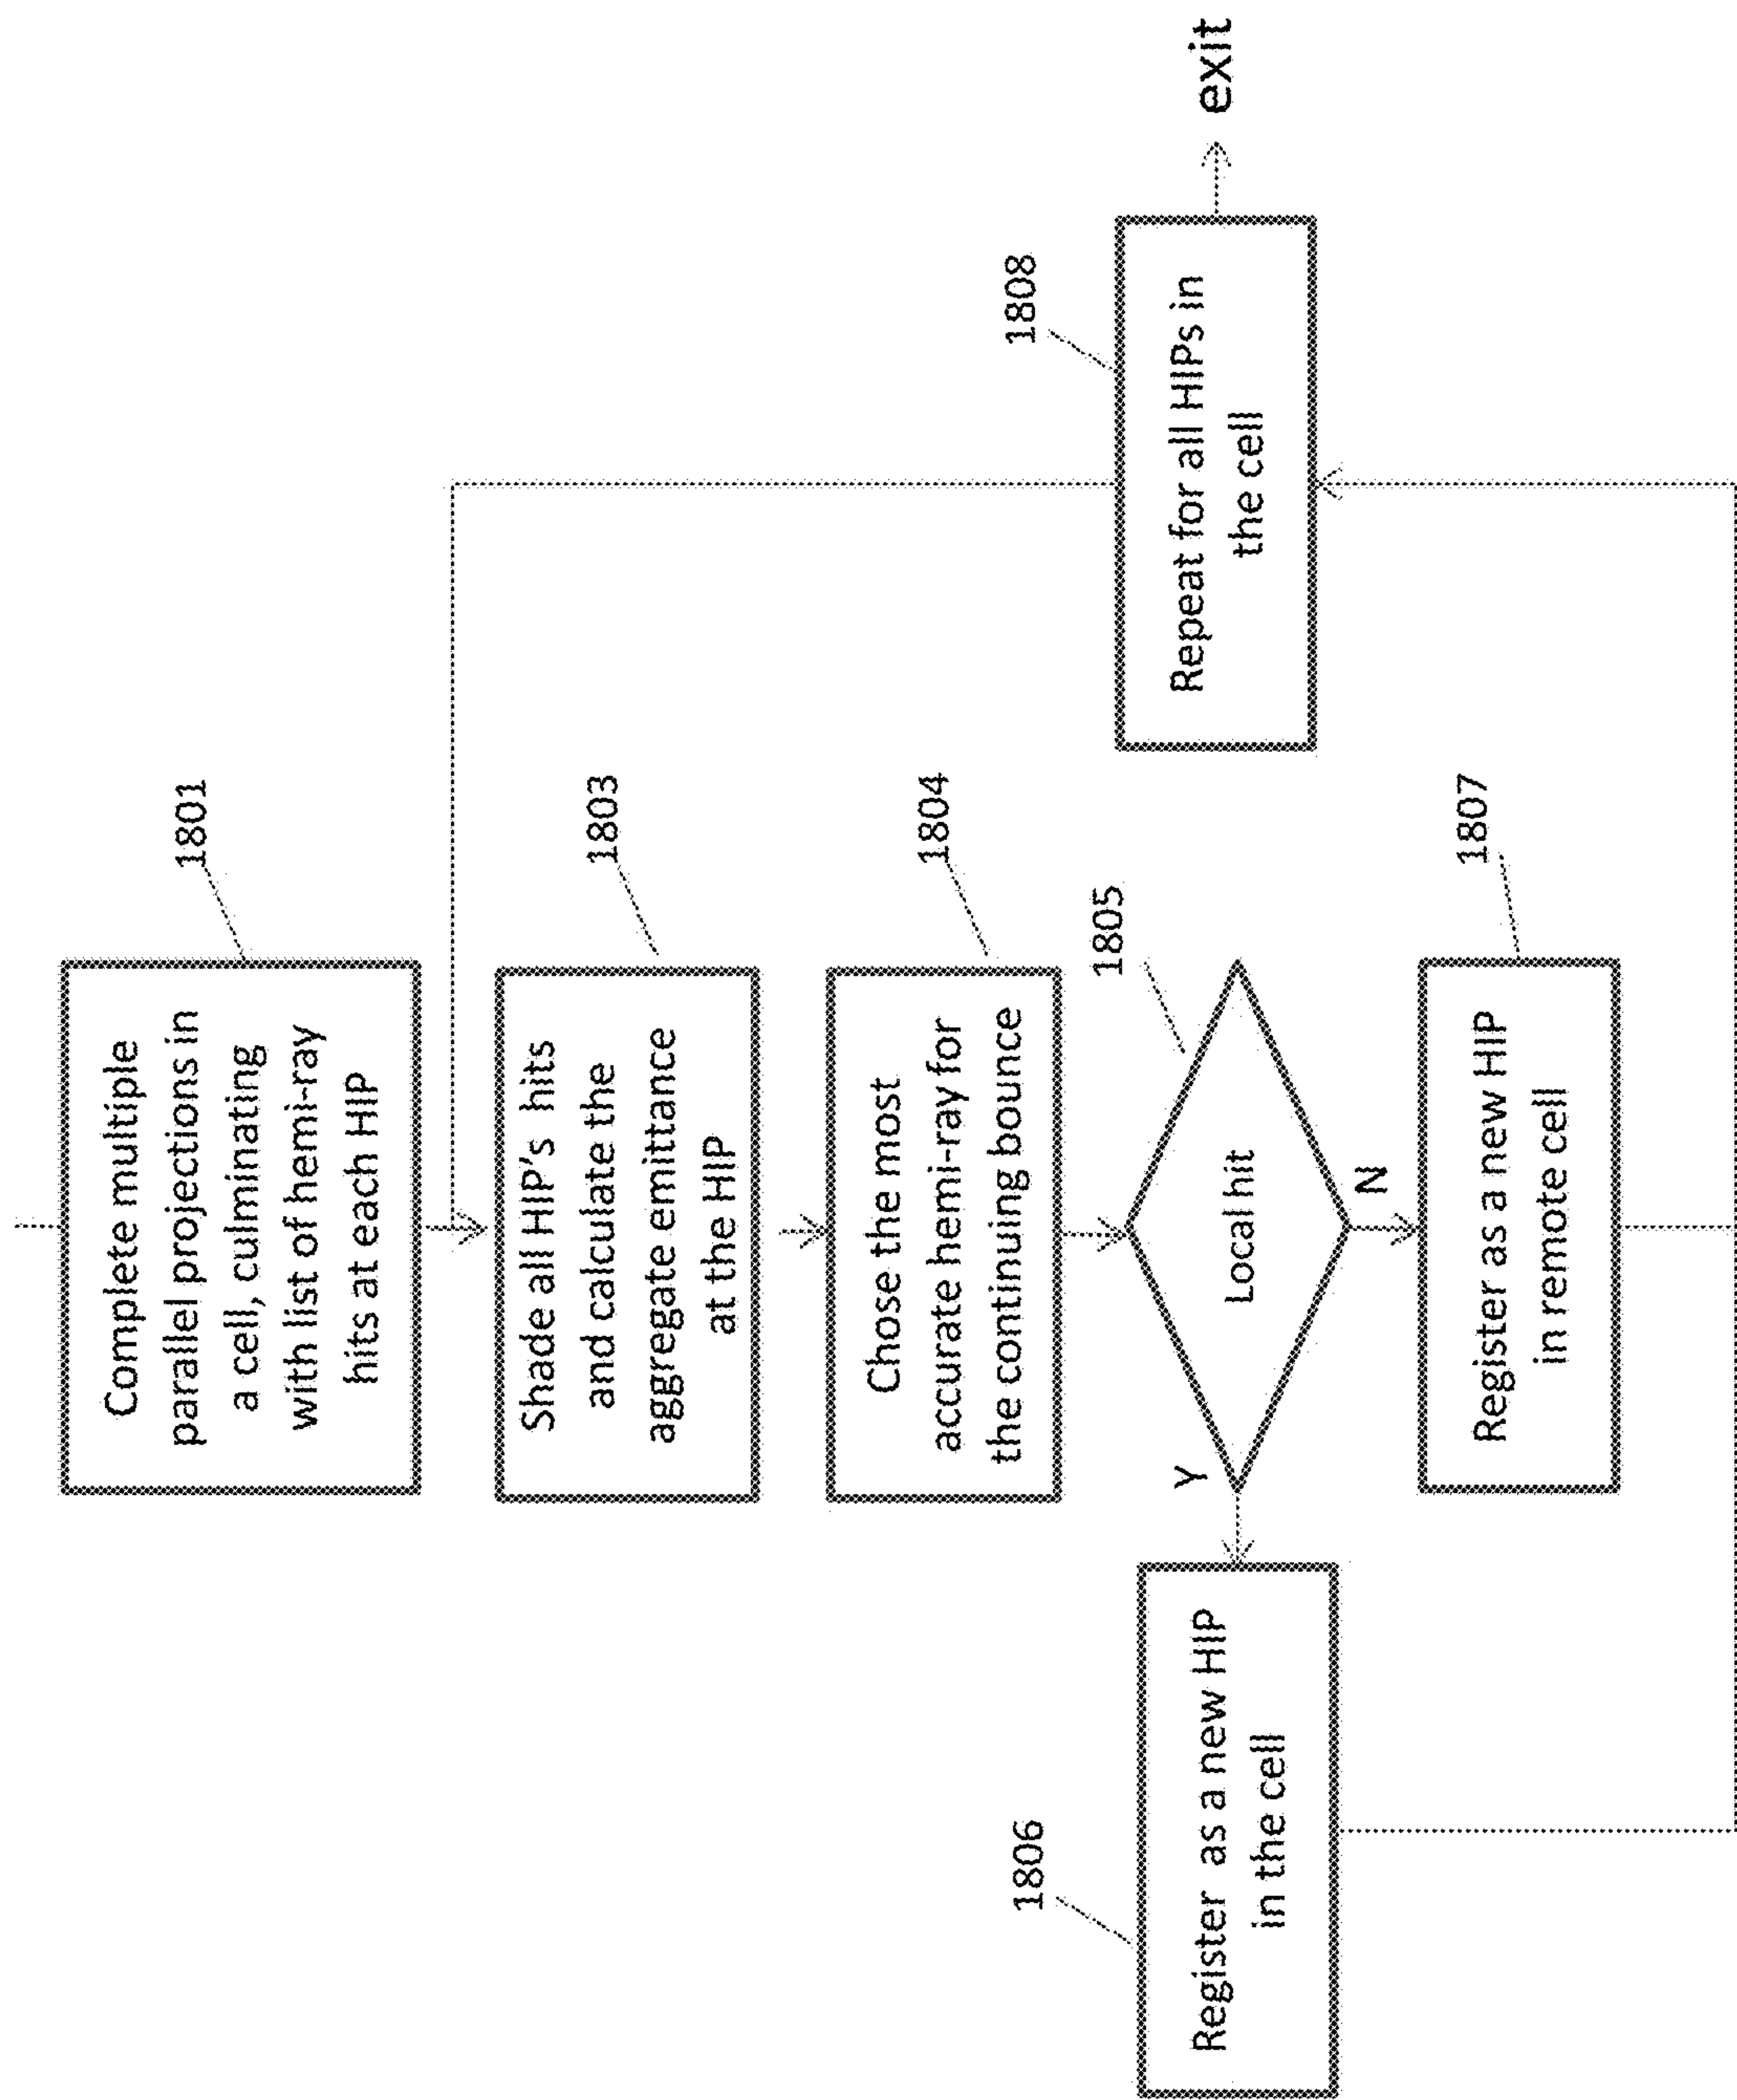 1801
Complete multiple
parallel projections in
a cell, culminating
with list of hemi-ray
hits at each HIP
1803
Shade all HIP's hits
and calculate the
aggregate emittance
at the HIP
1804
Chose the most
accurate hemi-ray for
the continuing bounce
1805
Local hit
Y
N
1806
Register as a new HIP
in the cell
1807
Register as a new HIP
in remote cell
1808
Repeat for all HIPs in
the cell
exit